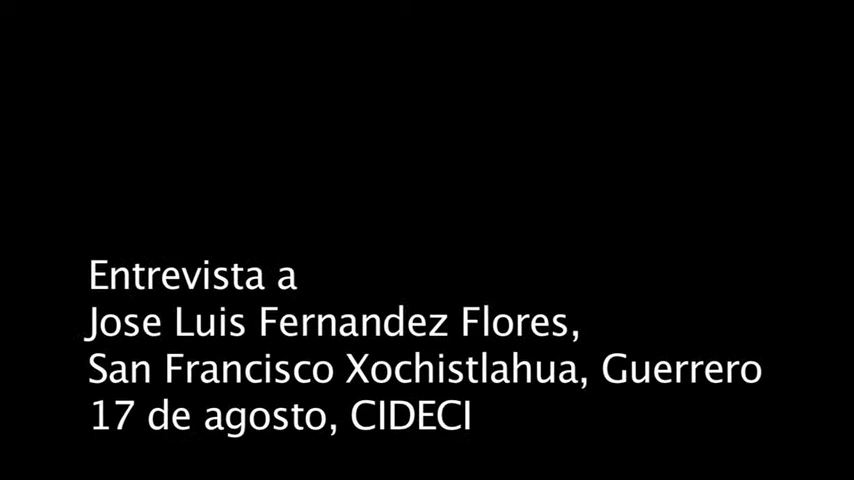 Entrevista a
Jose Luis Fernandez Flores,
San Francisco Xochistlahua, Guerrero
17 de agosto, CIDECI